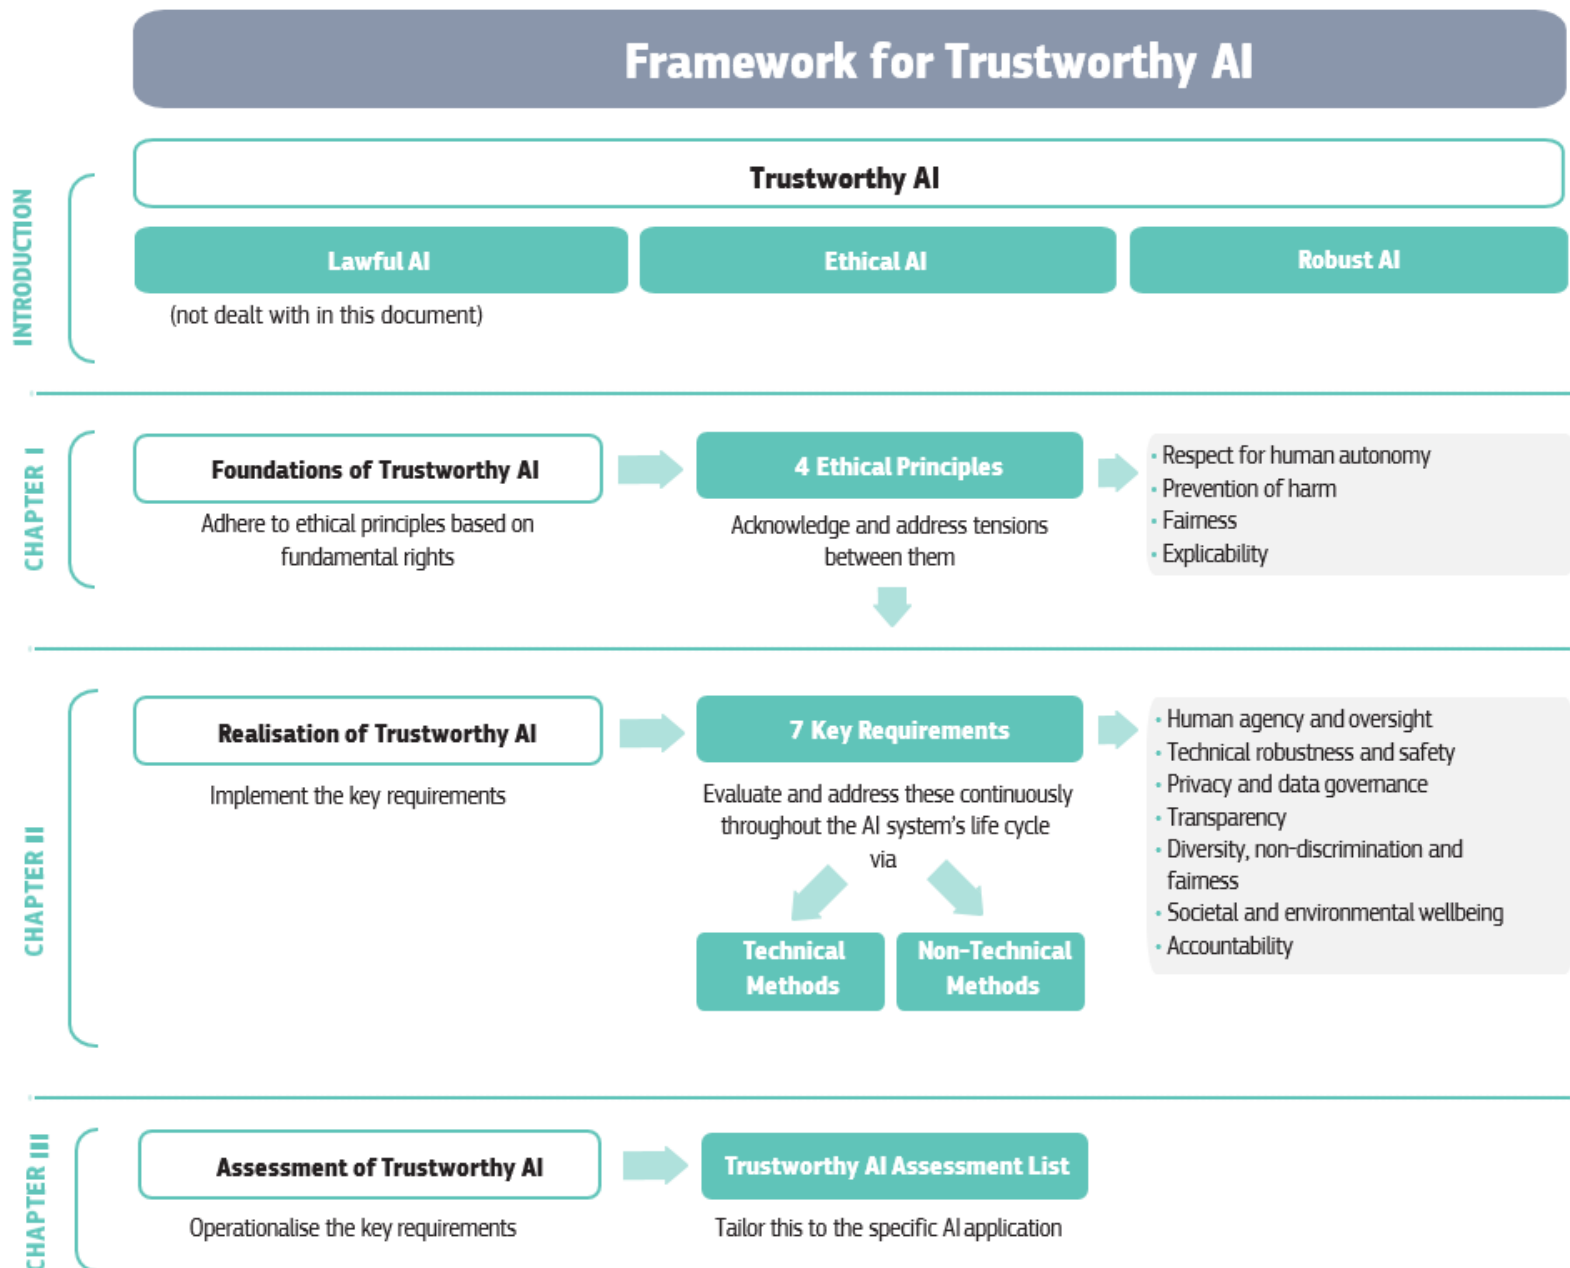 Framework for Trustworthy AI
INTRODUCTION
Trustworthy AI
Lawful AI
Ethical AI
Robust AI
(not dealt with in this document)
CHAPTER I
Foundations of Trustworthy AI
Adhere to ethical principles based on
fundamental rights
4 Ethical Principles
Acknowledge and address tensions
between them
• Respect for human autonomy
• Prevention of harm
• Fairness
• Explicability
CHAPTER II
Realisation of Trustworthy AI
Implement the key requirements
7 Key Requirements
Evaluate and address these continuously
throughout the AI system's life cycle
via
Technical
Methods
Non-Technical
Methods
• Human agency and oversight
• Technical robustness and safety
• Privacy and data governance
• Transparency
• Diversity, non-discrimination and
fairness
• Societal and environmental wellbeing
• Accountability
CHAPTER III
Assessment of Trustworthy AI
Operationalise the key requirements
Trustworthy AI Assessment List
Tailor this to the specific AI application